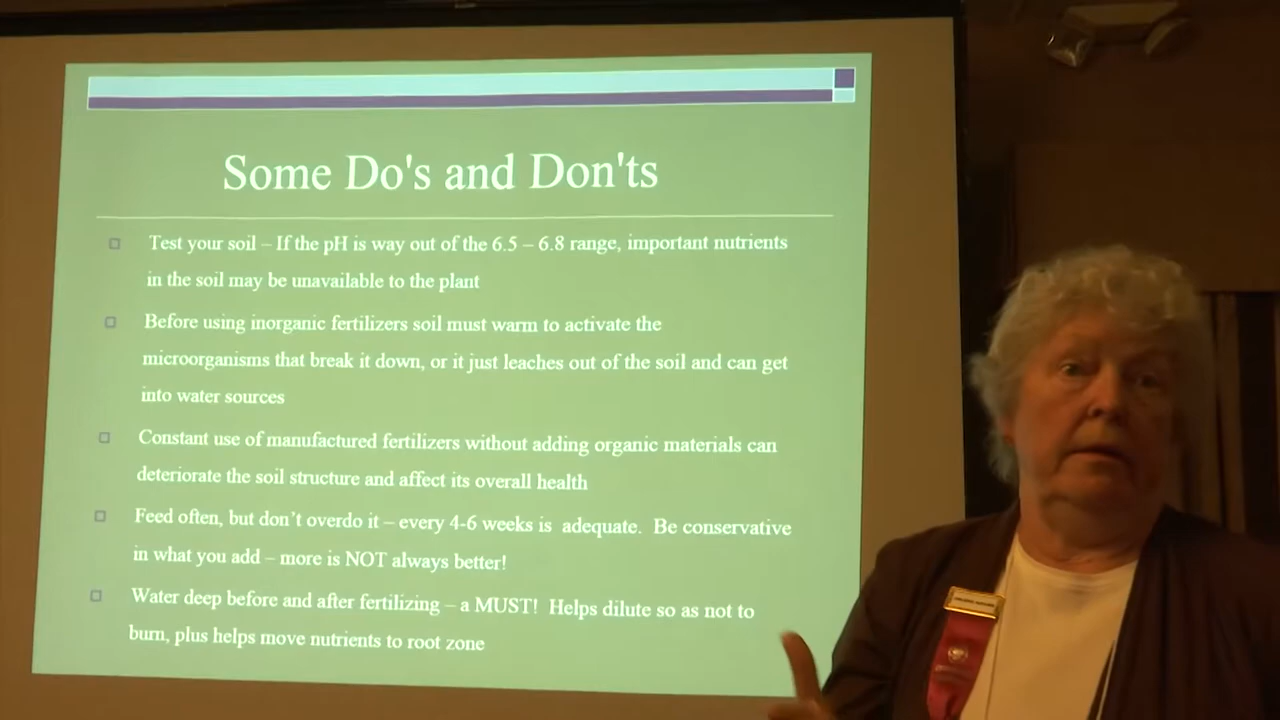 Some Do's and Don'ts
Test your soil – If the pH is way out of the 6.5 – 6.8 range, important nutrients
in the soil may be unavailable to the plant
Before using inorganic fertilizers soil must warm to activate the
microorganisms that break it down, or it just leaches out of the soil and can get
into water sources
Constant use of manufactured fertilizers without adding organic materials can
deteriorate the soil structure and affect its overall health
Feed often, but don’t overdo it – every 4-6 weeks is adequate. Be conservative
in what you add – more is NOT always better!
Water deep before and after fertilizing – a MUST! Helps dilute so as not to
burn, plus helps move nutrients to root zone